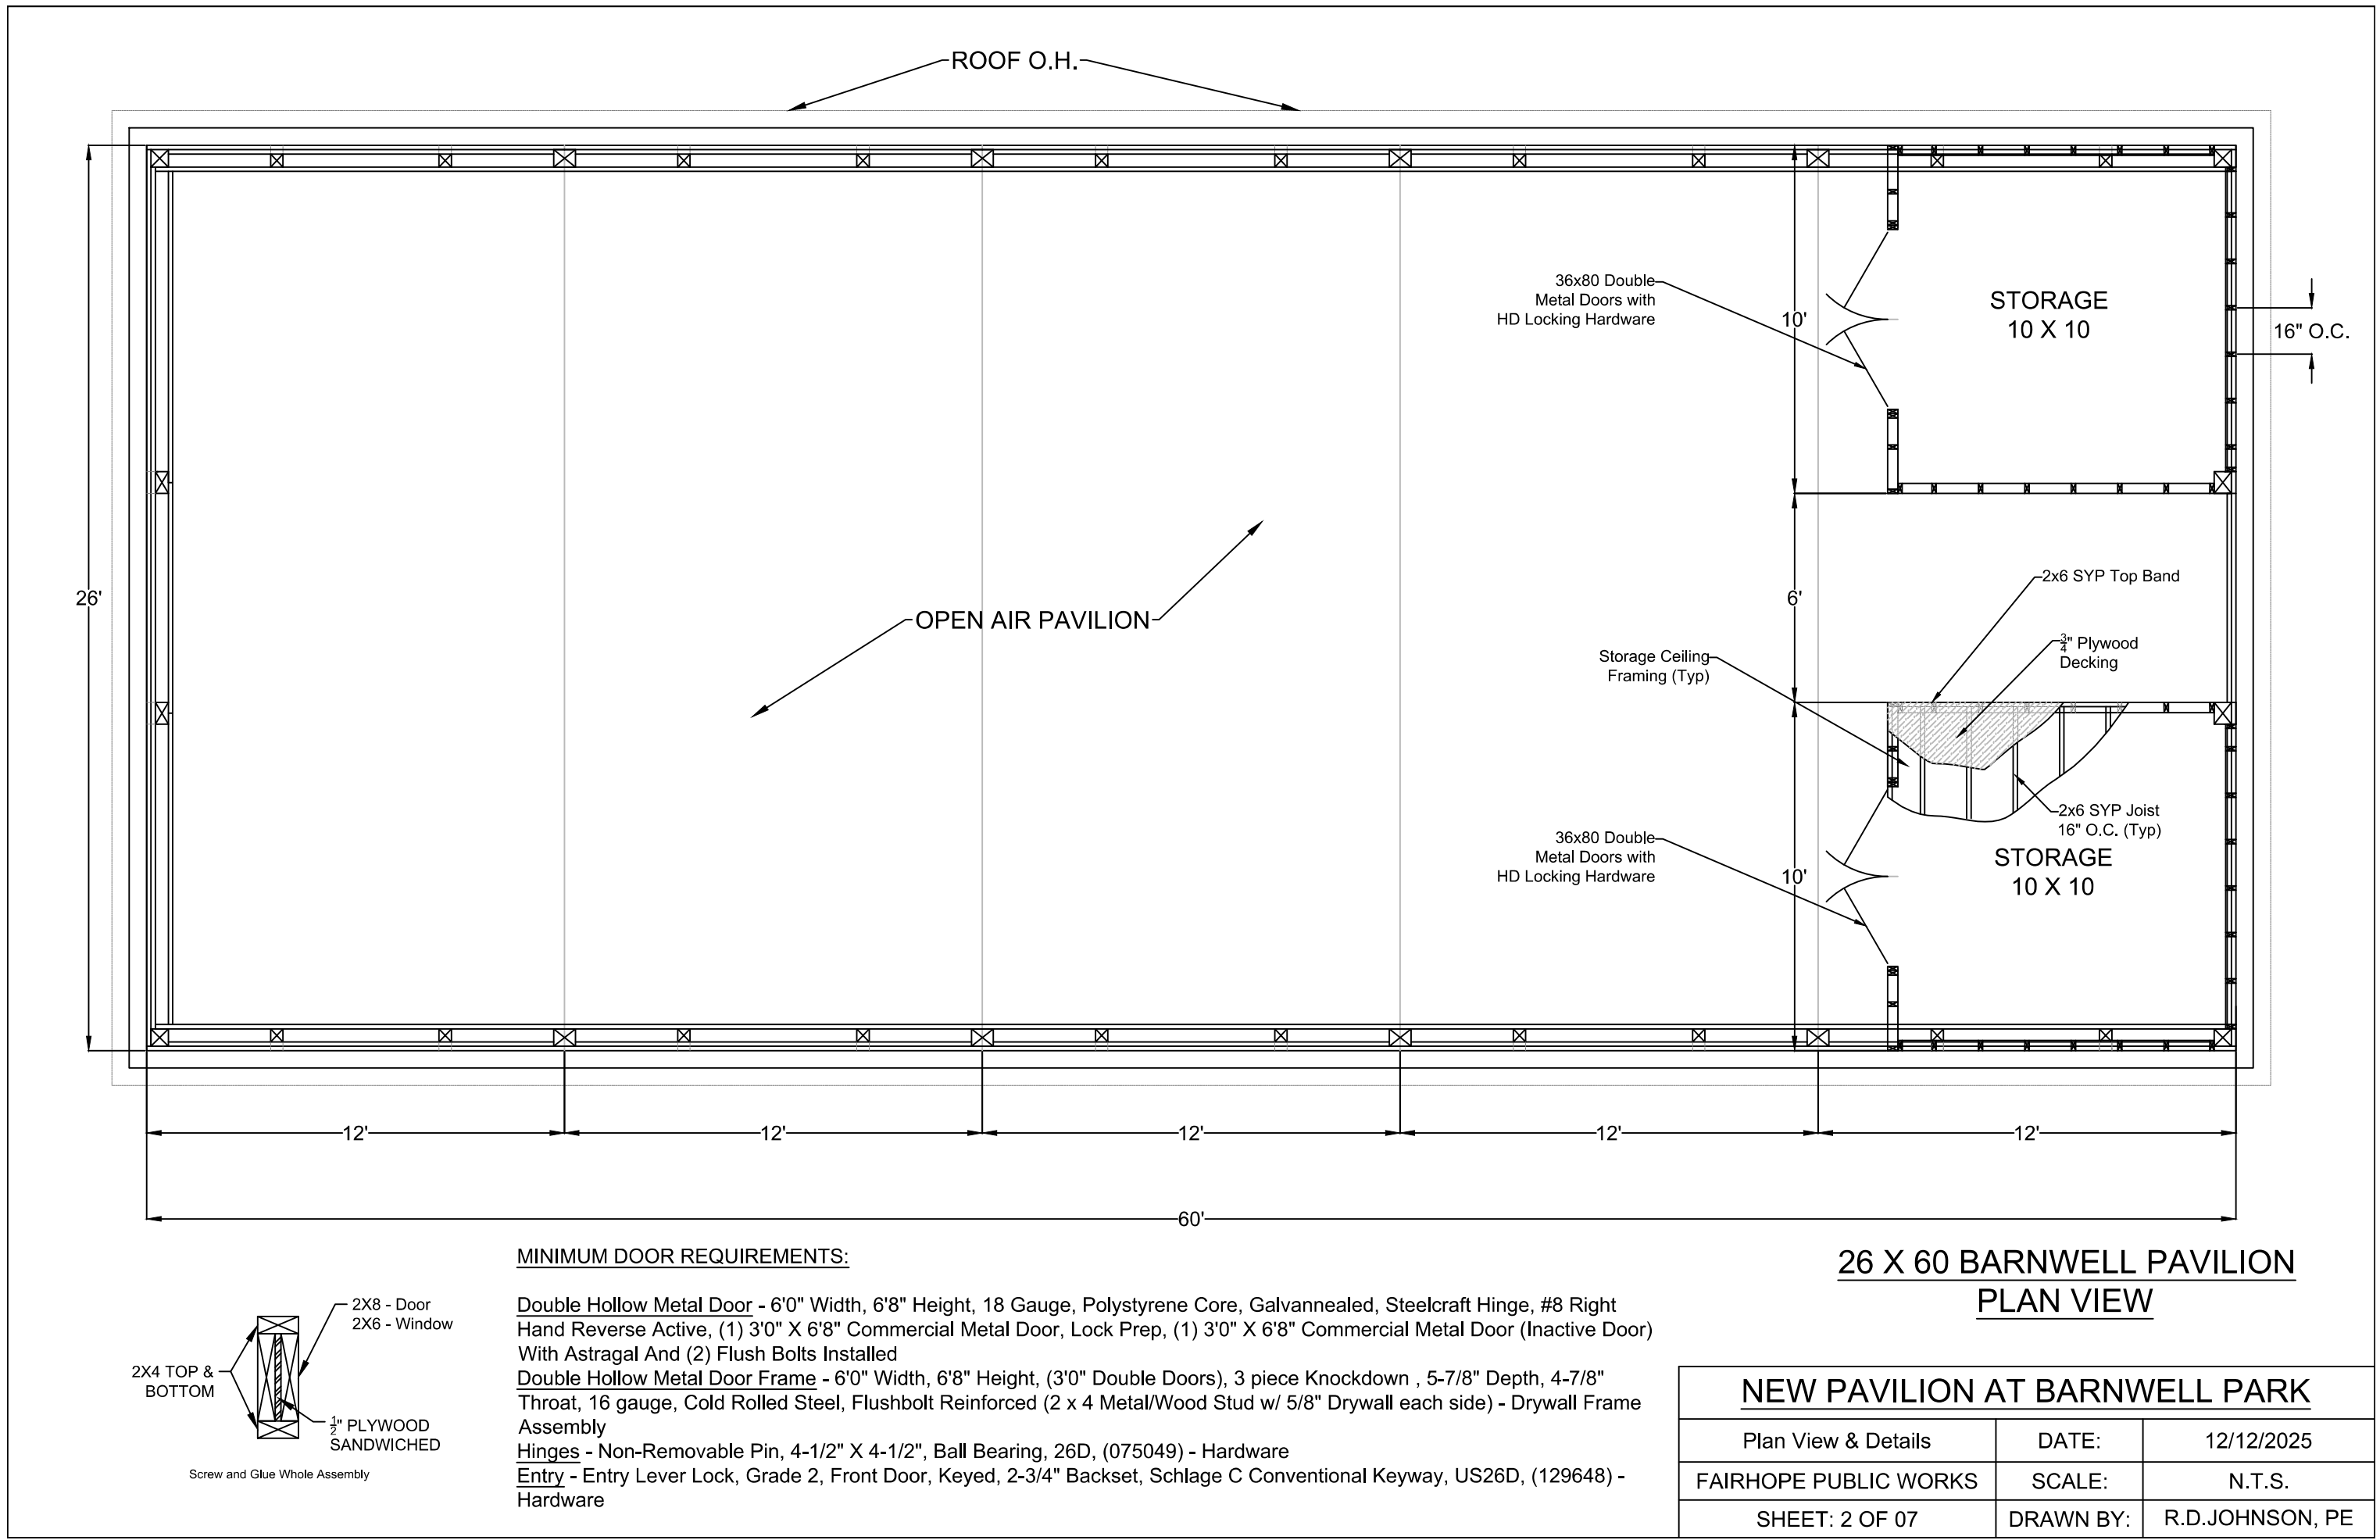 ROOF O.H.
36x80 Double
Metal Doors with
HD Locking Hardware
10'
STORAGE
10 X 10
16" O.C.
26'
6'
2x6 SYP Top Band
OPEN AIR PAVILION
3/4" Plywood
Decking
Storage Ceiling
Framing (Typ)
2x6 SYP Joist
16" O.C. (Typ)
36x80 Double
Metal Doors with
HD Locking Hardware
10'
STORAGE
10 X 10
12'
12'
12'
12'
12'
60'
2X8 - Door
2X6 - Window
2X4 TOP &
BOTTOM
1/2" PLYWOOD
SANDWICHED
Screw and Glue Whole Assembly
MINIMUM DOOR REQUIREMENTS:
Double Hollow Metal Door - 6'0" Width, 6'8" Height, 18 Gauge, Polystyrene Core, Galvannealed, Steelcraft Hinge, #8 Right
Hand Reverse Active, (1) 3'0" X 6'8" Commercial Metal Door, Lock Prep, (1) 3'0" X 6'8" Commercial Metal Door (Inactive Door)
With Astragal And (2) Flush Bolts Installed
Double Hollow Metal Door Frame - 6'0" Width, 6'8" Height, (3'0" Double Doors), 3 piece Knockdown , 5-7/8" Depth, 4-7/8"
Throat, 16 gauge, Cold Rolled Steel, Flushbolt Reinforced (2 x 4 Metal/Wood Stud w/ 5/8" Drywall each side) - Drywall Frame
Assembly
Hinges - Non-Removable Pin, 4-1/2" X 4-1/2", Ball Bearing, 26D, (075049) - Hardware
Entry - Entry Lever Lock, Grade 2, Front Door, Keyed, 2-3/4" Backset, Schlage C Conventional Keyway, US26D, (129648) -
Hardware
26 X 60 BARNWELL PAVILION
PLAN VIEW
NEW PAVILION AT BARNWELL PARK
Plan View & Details DATE: 12/12/2025
FAIRHOPE PUBLIC WORKS SCALE: N.T.S.
SHEET: 2 OF 07 DRAWN BY: R.D.JOHNSON, PE